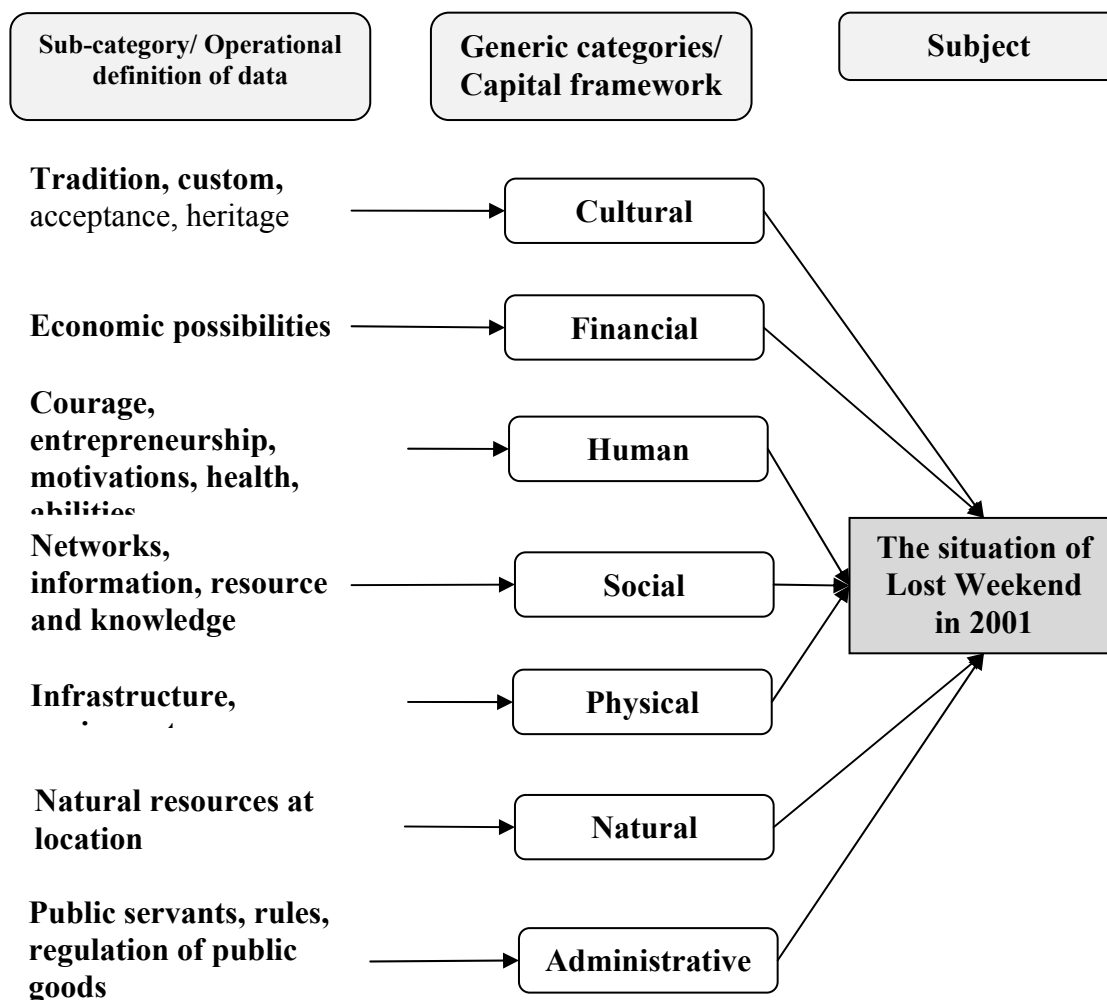 Sub-category/ Operational
definition of data
Generic categories/
Capital framework
Subject
Tradition, custom,
acceptance, heritage
Cultural
Economic possibilities
Financial
Courage,
entrepreneurship,
motivations, health,
abilities
Human
Networks,
information, resource
and knowledge
Social
The situation of
Lost Weekend
in 2001
Infrastructure,
Physical
Natural resources at
location
Natural
Public servants, rules,
regulation of public
goods
Administrative